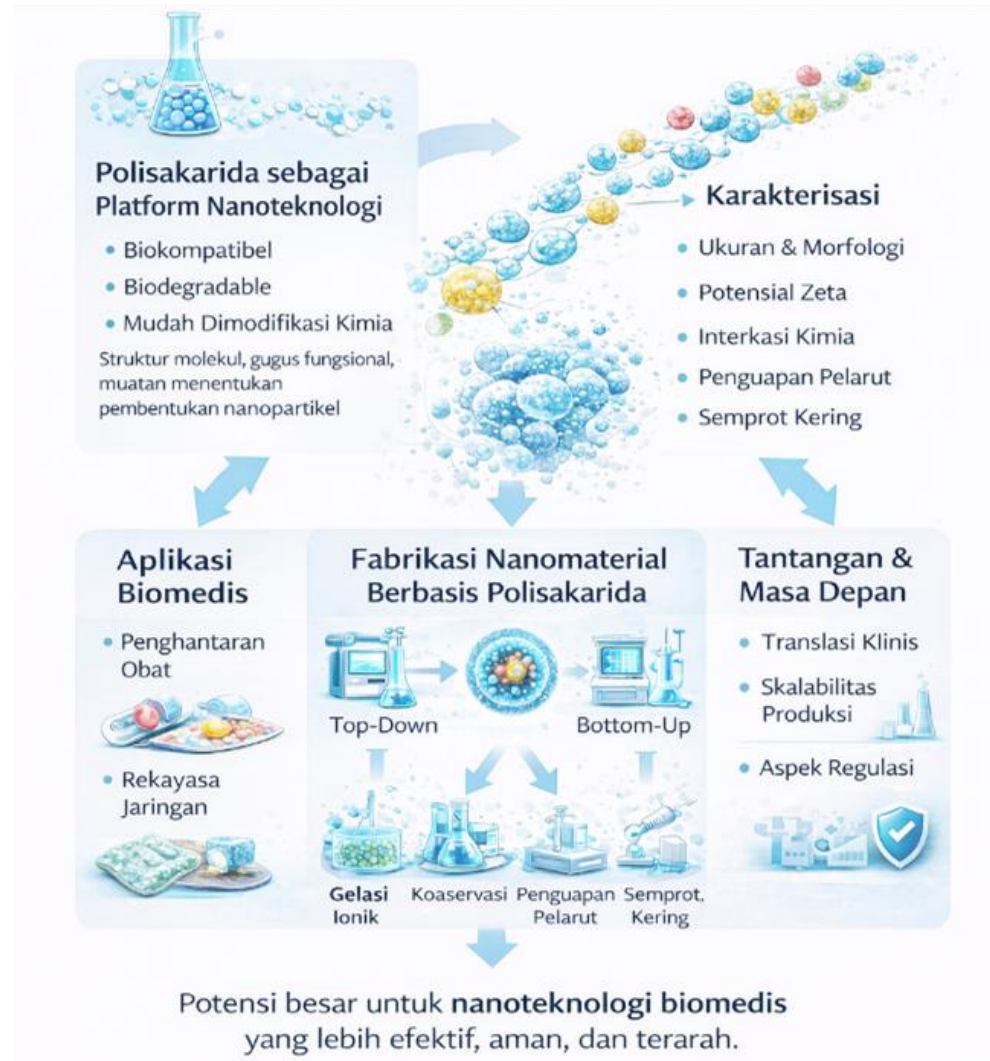 Polisakarida sebagai
Platform Nanoteknologi
• Biokompatibel
• Biodegradable
• Mudah Dimodifikasi Kimia
Struktur molekul, gugus fungsional,
muatan menentukan
pembentukan nanopartikel
Karakterisasi
• Ukuran & Morfologi
• Potensial Zeta
• Interkasi Kimia
• Penguapan Pelarut
• Semprot Kering
Aplikasi
Biomedis
• Penghantaran
Obat
• Rekayasa
Jaringan
Fabrikasi Nanomaterial
Berbasis Polisakarida
Top-Down
Bottom-Up
Gelasi
Ionik
Koaservasi
Penguapan
Pelarut
Semprot,
Kering
Tantangan &
Masa Depan
• Translasi Klinis
• Skalabilitas
Produksi
• Aspek Regulasi
Potensi besar untuk nanoteknologi biomedis
yang lebih efektif, aman, dan terarah.